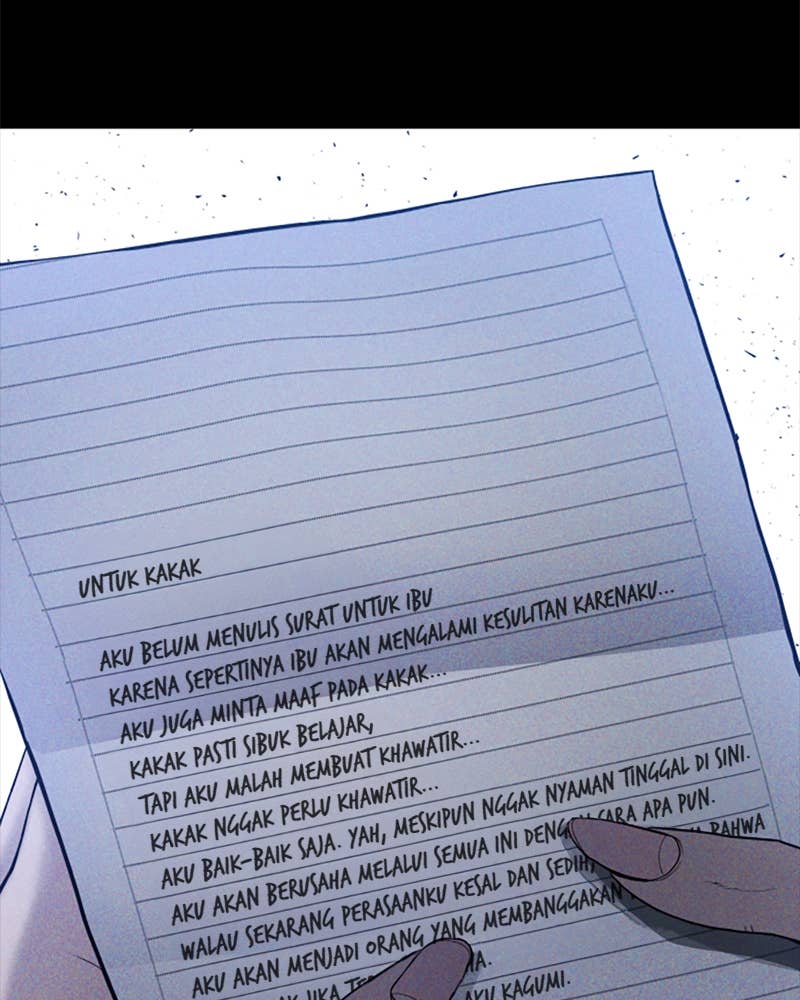 UNTUK KAKAK
AKU BELUM MENULIS SURAT UNTUK IBU
KARENA SEPERTINYA IBU AKAN MENGALAMI KESULITAN KARENAKU...
AKU JUGA MINTA MAAF PADA KAKAK...
KAKAK PASTI SIBUK BELAJAR,
TAPI AKU MALAH MEMBUAT KHAWATIR...
KAKAK NGGAK PERLU KHAWATIR...
AKU BAIK-BAIK SAJA. YAH, MESKIPUN NGGAK NYAMAN TINGGAL DI SINI.
AKU AKAN BERUSAHA MELALUI SEMUA INI DENGAN CARA APA PUN.
WALAU SEKARANG PERASAANKU KESAL DAN SEDIH, BAHWA
AKU AKAN MENJADI ORANG YANG MEMBANGGAKAN
JIKA
AKU KAGUMI.